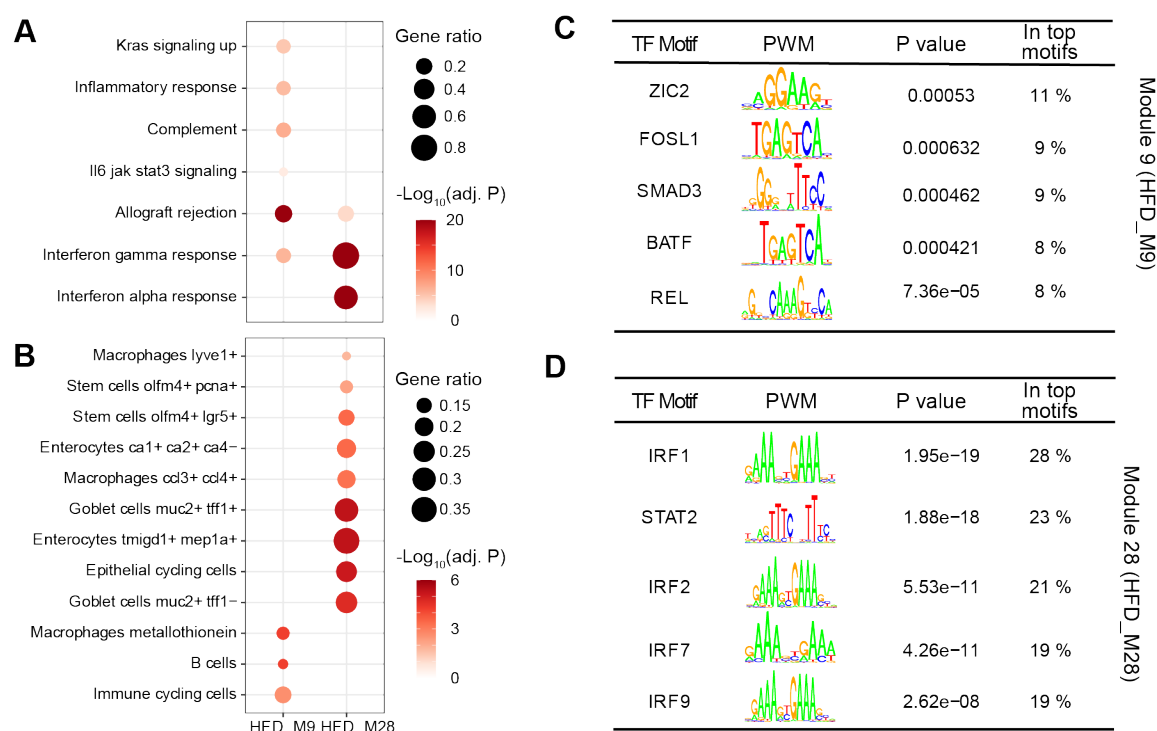 A
Kras signaling up
Inflammatory response
Complement
Il6 jak stat3 signaling
Allograft rejection
Interferon gamma response
Interferon alpha response
Gene ratio
0.2
0.4
0.6
0.8
-Log10(adj. P)
20
10
0
B
Macrophages lyve1+
Stem cells olfm4+ pcna+
Stem cells olfm4+ lgr5+
Enterocytes ca1+ ca2+ ca4−
Macrophages ccl3+ ccl4+
Goblet cells muc2+ tff1+
Enterocytes tmigd1+ mep1a+
Epithelial cycling cells
Goblet cells muc2+ tff1−
Macrophages metallothionein
B cells
Immune cycling cells
HFD_M9 HFD_M28
Gene ratio
0.15
0.2
0.25
0.3
0.35
-Log10(adj. P)
6
3
0
C
TF Motif PWM P value In top motifs
ZIC2 0.00053 11 %
FOSL1 TGAGTCA 0.000632 9 %
SMAD3 0.000462 9 %
BATF TGAGTCA 0.000421 8 %
REL 7.36e−05 8 %
Module 9 (HFD_M9)
D
TF Motif PWM P value In top motifs
IRF1 1.95e−19 28 %
STAT2 1.88e−18 23 %
IRF2 5.53e−11 21 %
IRF7 4.26e−11 19 %
IRF9 2.62e−08 19 %
Module 28 (HFD_M28)